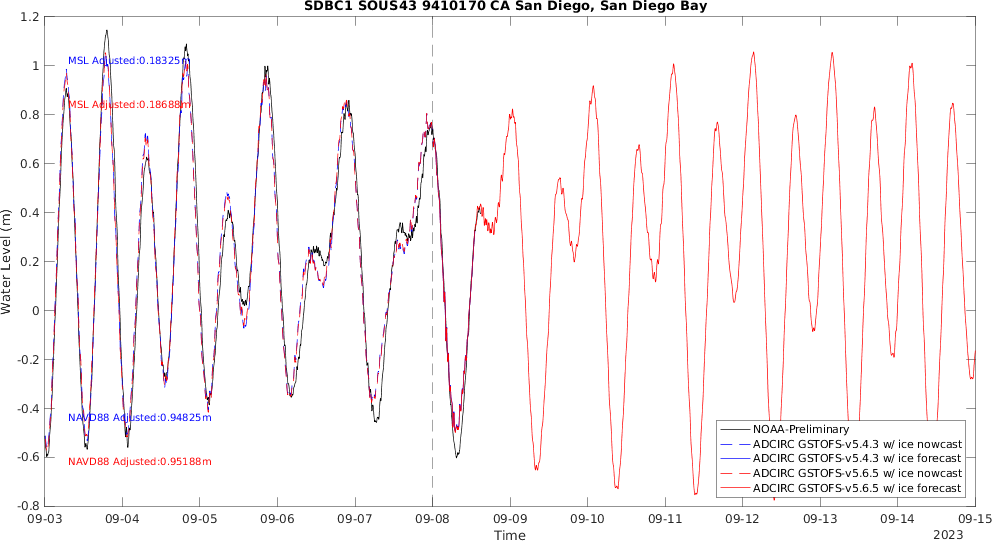 SDBC1 SOUS43 9410170 CA San Diego, San Diego Bay
1.2
1
0.8
0.6
0.4
0.2
0
-0.2
-0.4
-0.6
-0.8
Water Level (m)
MSL Adjusted:0.18325m
MSL Adjusted:0.18688m
NAVD88 Adjusted:0.94825m
NAVD88 Adjusted:0.95188m
NOAA-Preliminary
ADCIRC GSTOFS-v5.4.3 w/ ice nowcast
ADCIRC GSTOFS-v5.4.3 w/ ice forecast
ADCIRC GSTOFS-v5.6.5 w/ ice nowcast
ADCIRC GSTOFS-v5.6.5 w/ ice forecast
09-03 09-04 09-05 09-06 09-07 09-08 09-09 09-10 09-11 09-12 09-13 09-14 09-15
Time
2023